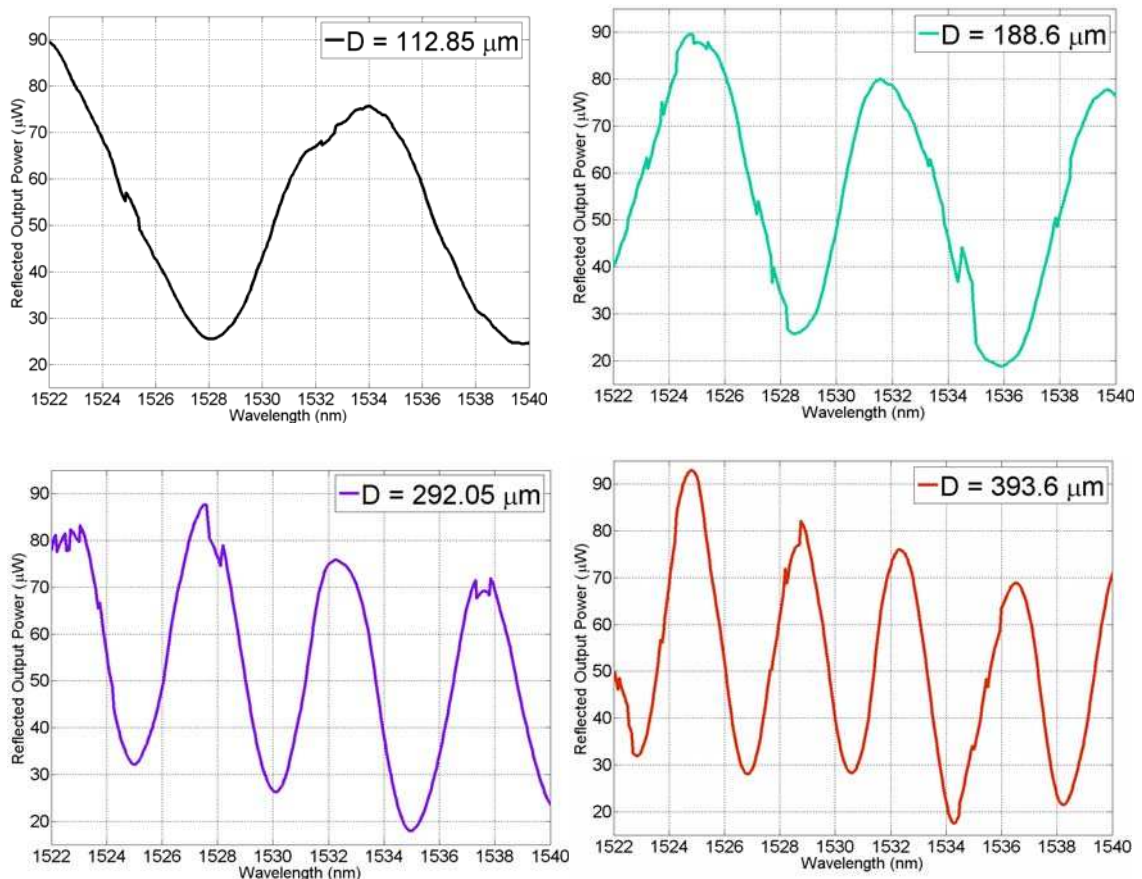 D = 112.85 μm
Reflected Output Power (μW)
90
80
70
60
50
40
30
20
1522 1524 1526 1528 1530 1532 1534 1536 1538 1540
Wavelength (nm)
D = 188.6 μm
Reflected Output Power (μW)
90
80
70
60
50
40
30
20
1522 1524 1526 1528 1530 1532 1534 1536 1538 1540
Wavelength (nm)
D = 292.05 μm
Reflected Output Power (μW)
90
80
70
60
50
40
30
20
1522 1524 1526 1528 1530 1532 1534 1536 1538 1540
Wavelength (nm)
D = 393.6 μm
Reflected Output Power (μW)
90
80
70
60
50
40
30
20
1522 1524 1526 1528 1530 1532 1534 1536 1538 1540
Wavelength (nm)